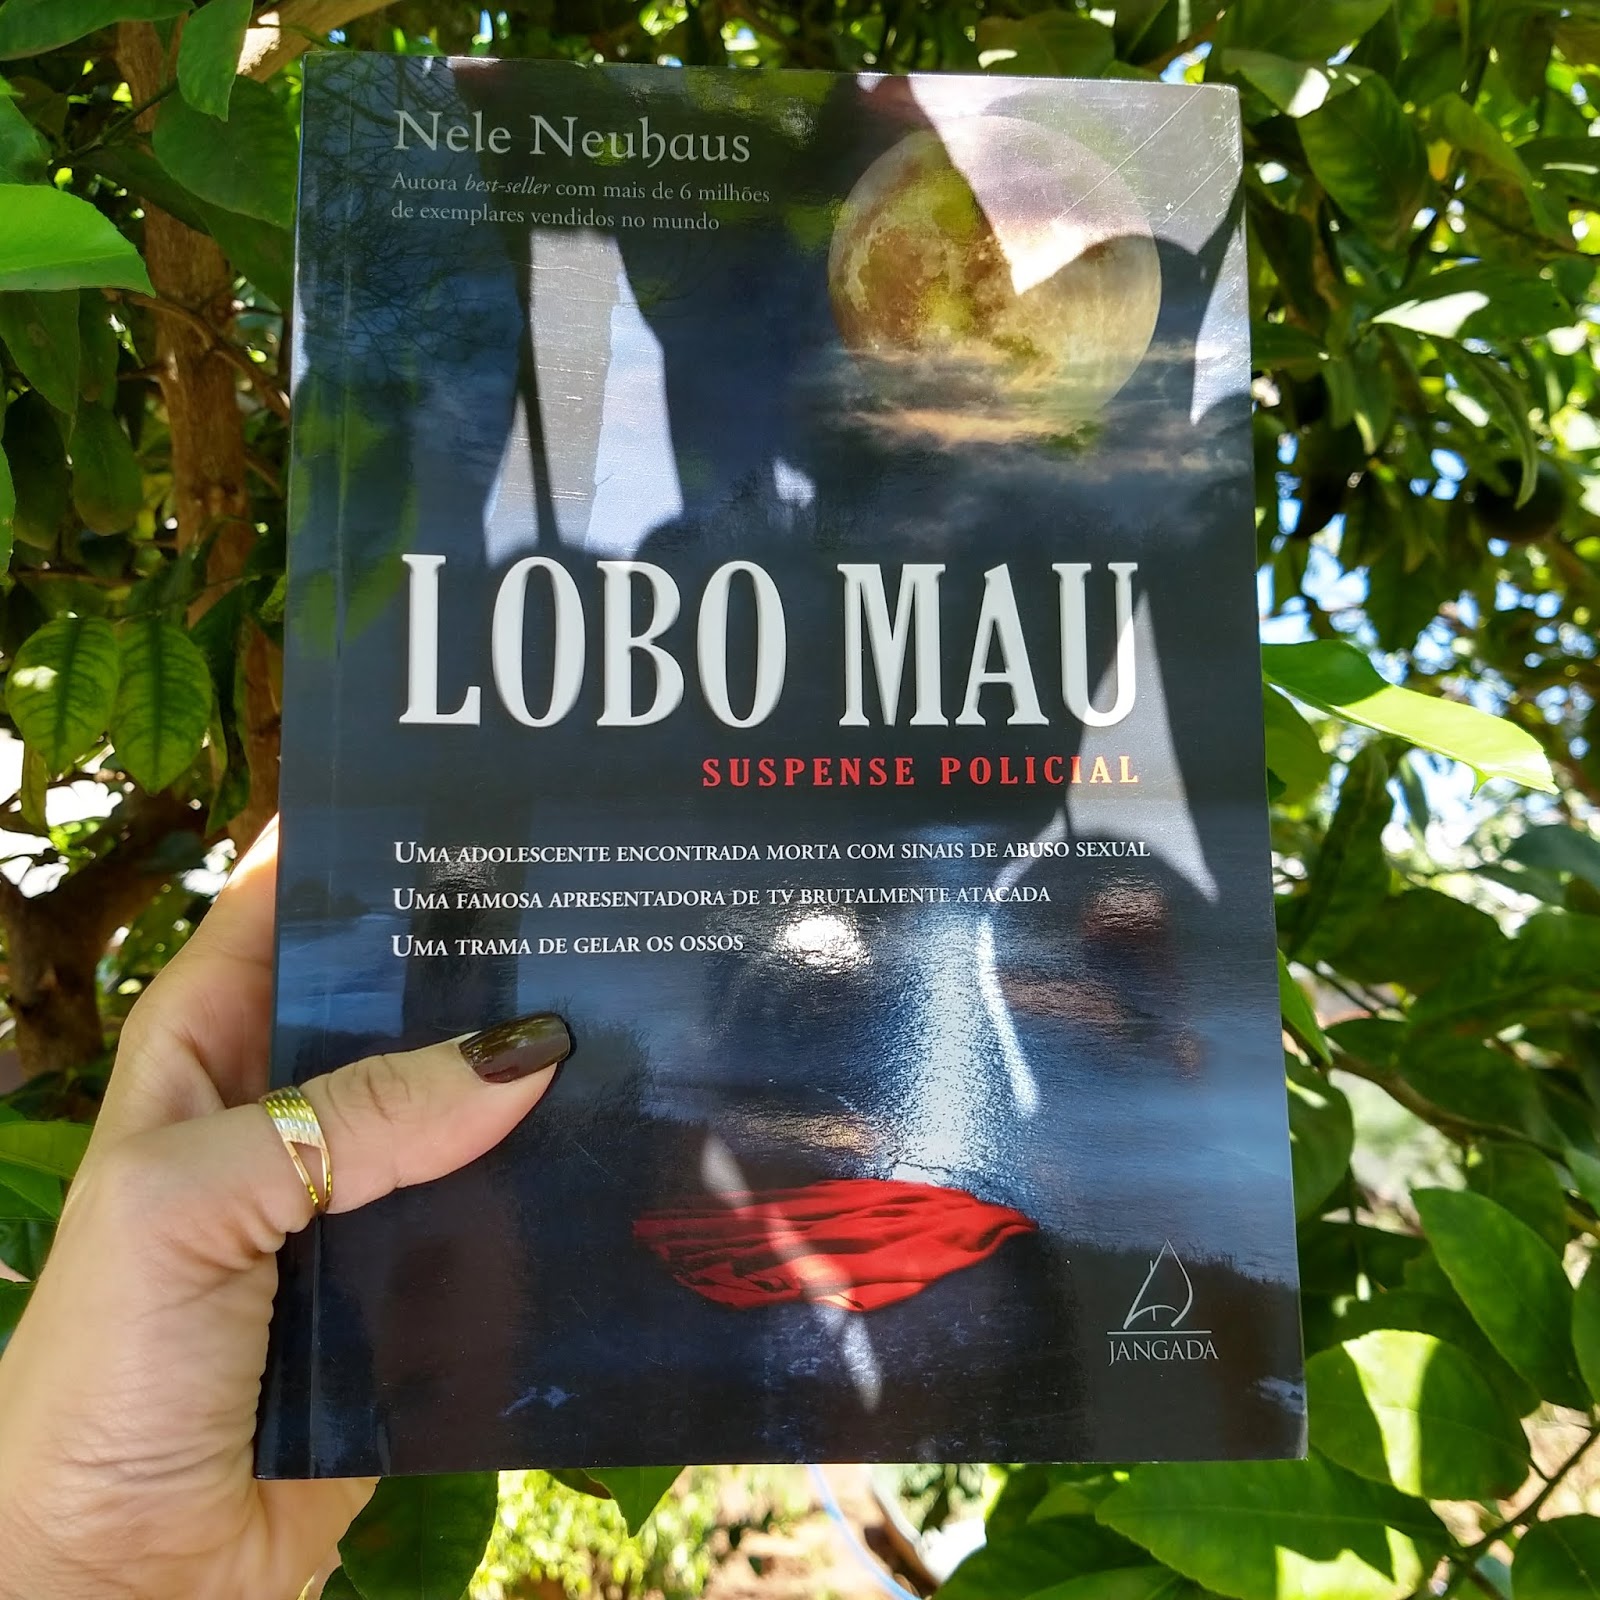 Nele Neuhaus
Autora best-seller com mais de 6 milhões
de exemplares vendidos no mundo
LOBO MAU
SUSPENSE POLICIAL
UMA ADOLESCENTE ENCONTRADA MORTA COM SINAIS DE ABUSO SEXUAL
UMA FAMOSA APRESENTADORA DE TV BRUTALMENTE ATACADA
UMA TRAMA DE GELAR OS OSSOS
JANGADA